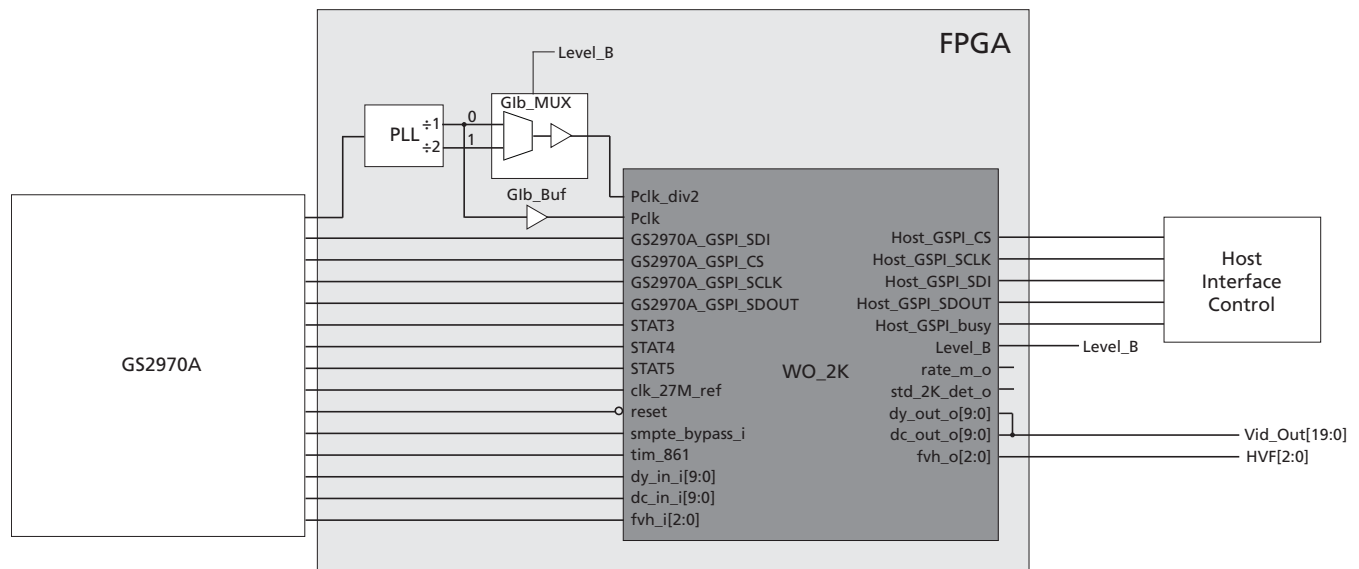 FPGA
Level_B
Glb_MUX
PLL
÷1
÷2
0
1
Glb_Buf
GS2970A
WO_2K
Pclk_div2
Pclk
GS2970A_GSPI_SDI
GS2970A_GSPI_CS
GS2970A_GSPI_SCLK
GS2970A_GSPI_SDOUT
STAT3
STAT4
STAT5
clk_27M_ref
reset
smpte_bypass_i
tim_861
dy_in_i[9:0]
dc_in_i[9:0]
fvh_i[2:0]
Host_GSPI_CS
Host_GSPI_SCLK
Host_GSPI_SDI
Host_GSPI_SDOUT
Host_GSPI_busy
Level_B
rate_m_o
std_2K_det_o
dy_out_o[9:0]
dc_out_o[9:0]
fvh_o[2:0]
Host
Interface
Control
Level_B
Vid_Out[19:0]
HVF[2:0]